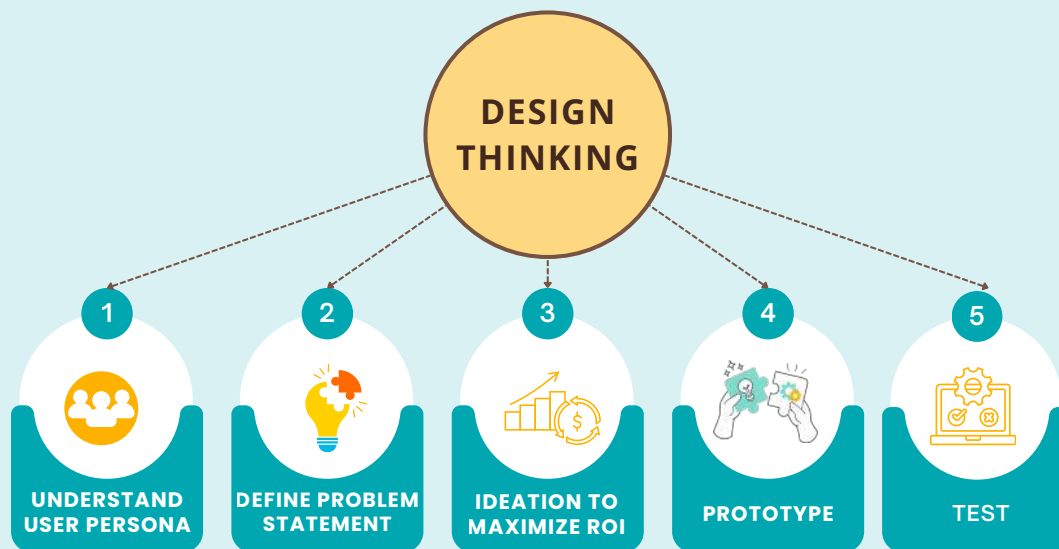 DESIGN
THINKING
1
2
3
4
5
$
UNDERSTAND
USER PERSONA
DEFINE PROBLEM
STATEMENT
IDEATION TO
MAXIMIZE ROI
PROTOTYPE
TEST